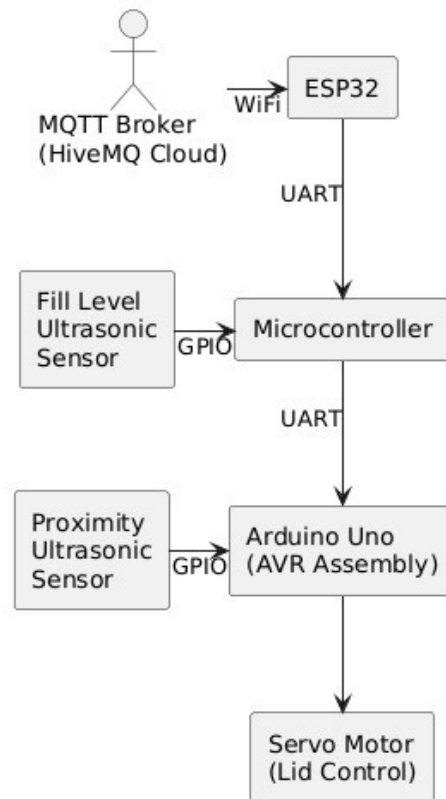 MQTT Broker
(HiveMQ Cloud)
WiFi
ESP32
UART
Fill Level
Ultrasonic
Sensor
GPIO
Microcontroller
UART
Proximity
Ultrasonic
Sensor
GPIO
Arduino Uno
(AVR Assembly)
Servo Motor
(Lid Control)